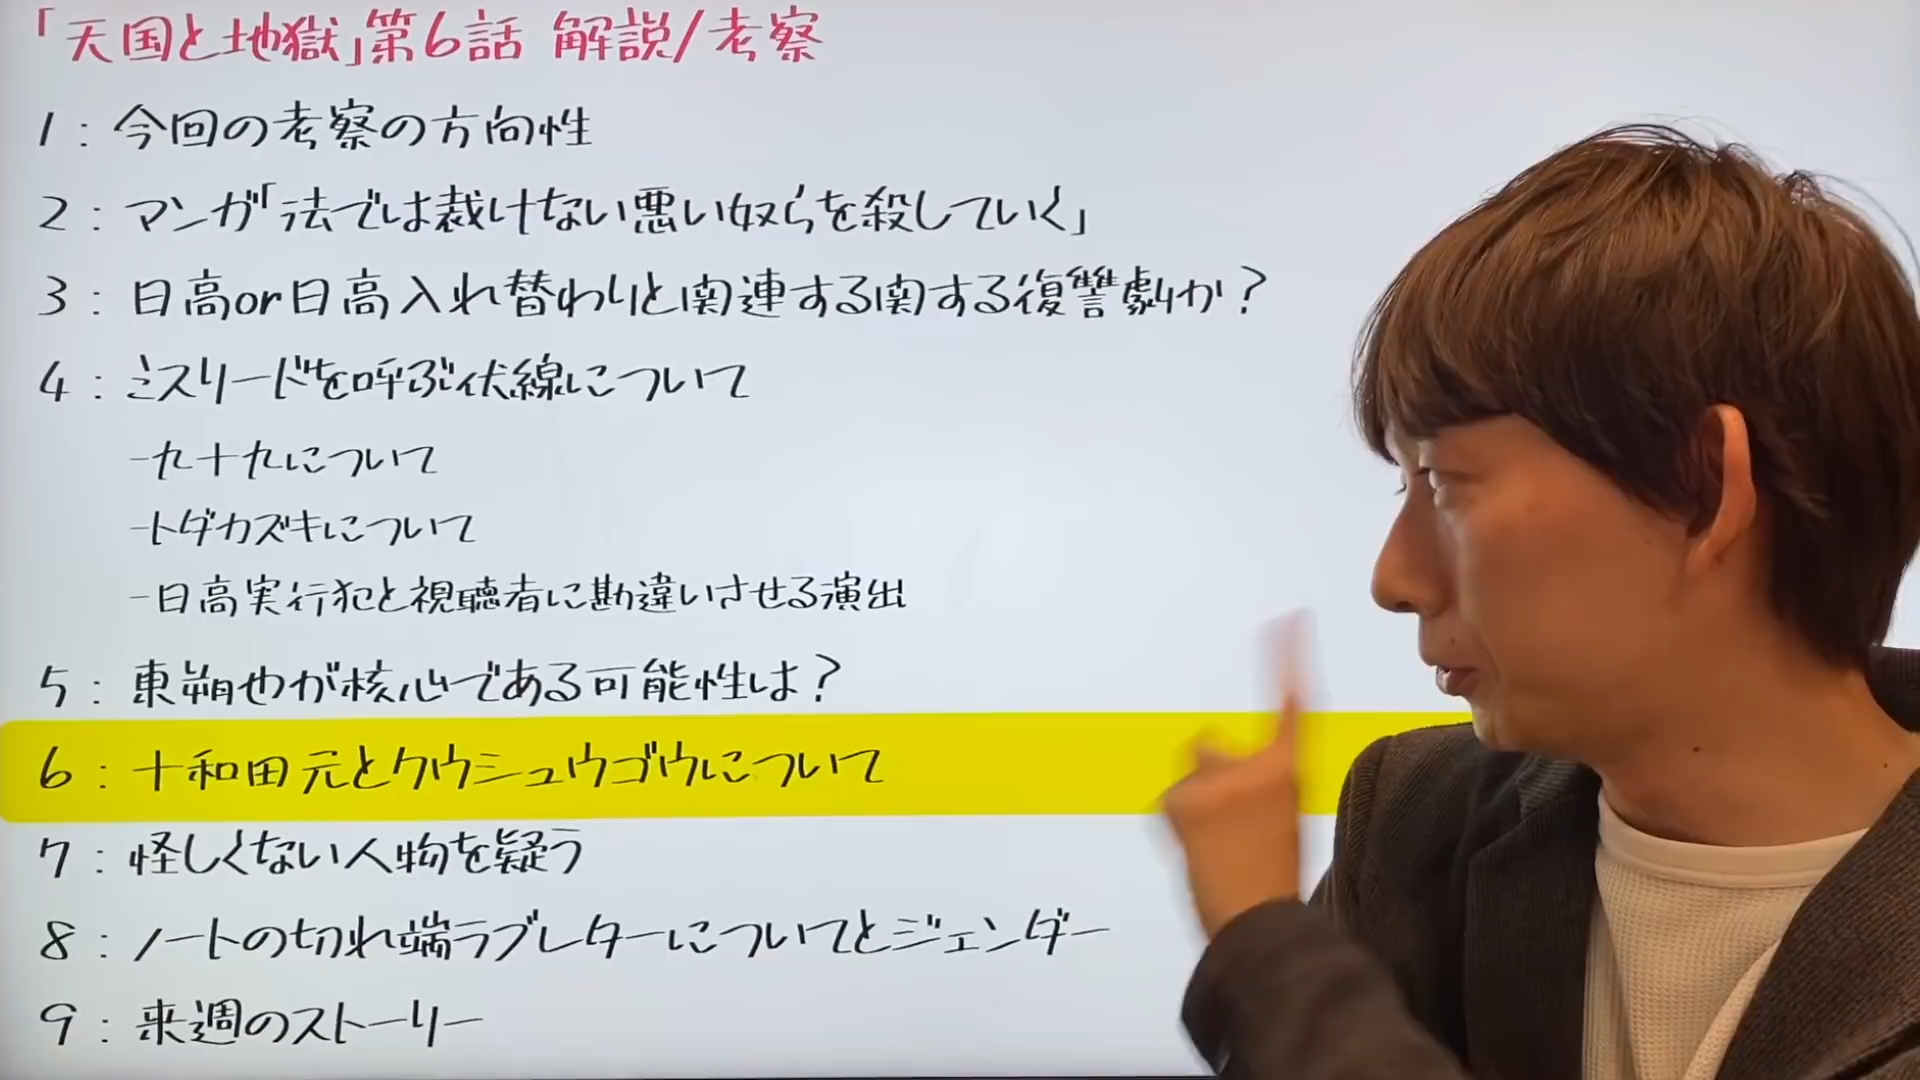 「天国と地獄」第6話 解説/考察
1:今回の考察の方向性
2:マンガ「法では裁けない悪い奴らを殺していく」
3:日高or日高入れ替わりと関連する関する復讐劇か?
4:ミスリードを呼ぶ伏線について
-九十九について
-トダカズキについて
-日高実行犯と視聴者に勘違いさせる演出
5:東朔也が核心である可能性は?
6:十和田元とクウシュウゴウについて
7:怪しくない人物を疑う
8:ノートの切れ端ラブレターについてとジェンダー
9:来週のストーリー